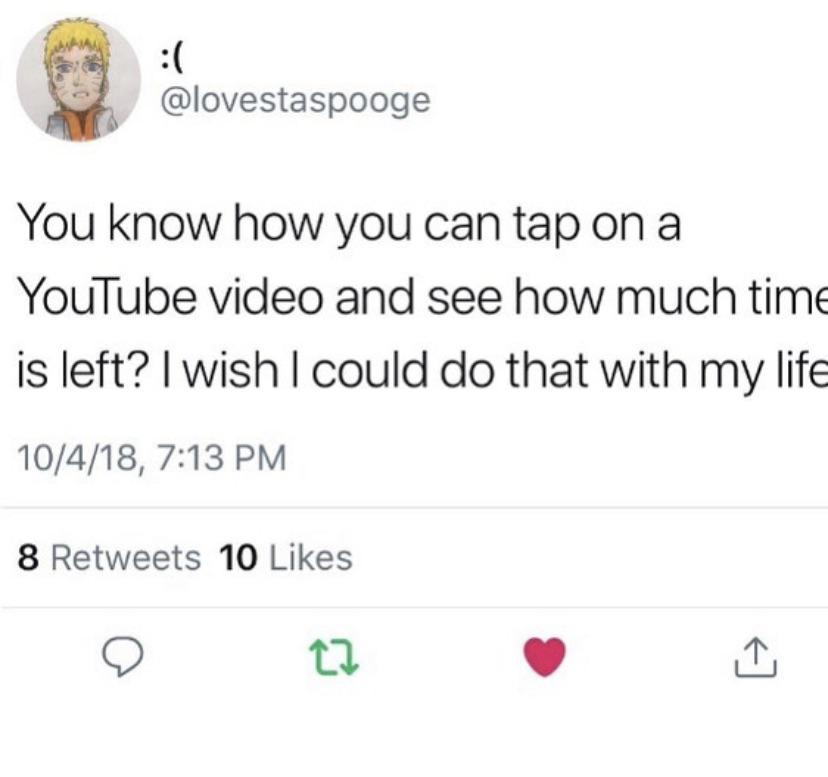 :(
@lovestaspooge
You know how you can tap on a
YouTube video and see how much time
is left? I wish I could do that with my life
10/4/18, 7:13 PM
8 Retweets 10 Likes